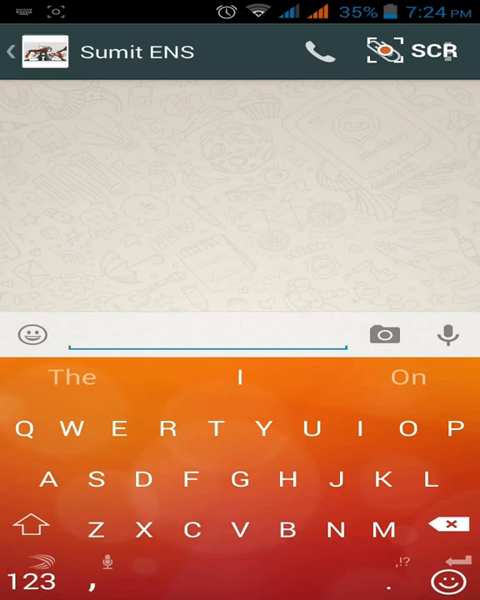 35% 7:24 PM
Sumit ENS SCR
The I On
Q W E R T Y U I O P
A S D F G H J K L
Z X C V B N M
,!?
123 , .